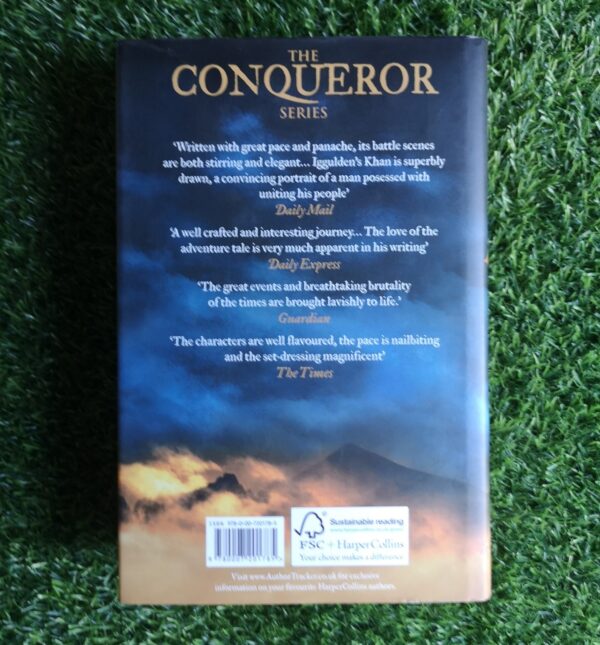 THE
CONQUEROR
SERIES
‘Written with great pace and panache, its battle scenes
are both stirring and elegant... Iggulden’s Khan is superbly
drawn, a convincing portrait of a man posessed with
uniting his people’
Daily Mail
‘A well crafted and interesting journey... The love of the
adventure tale is very much apparent in his writing’
Daily Express
‘The great events and breathtaking brutality
of the times are brought lavishly to life.’
Guardian
‘The characters are well flavoured, the pace is nailbiting
and the set-dressing magnificent’
The Times
ISBN
Sustainable reading
FSC + HarperCollins
Your choice makes a difference
Visit www.AuthorTracker.co.uk for exclusive
information on your favourite HarperCollins authors.